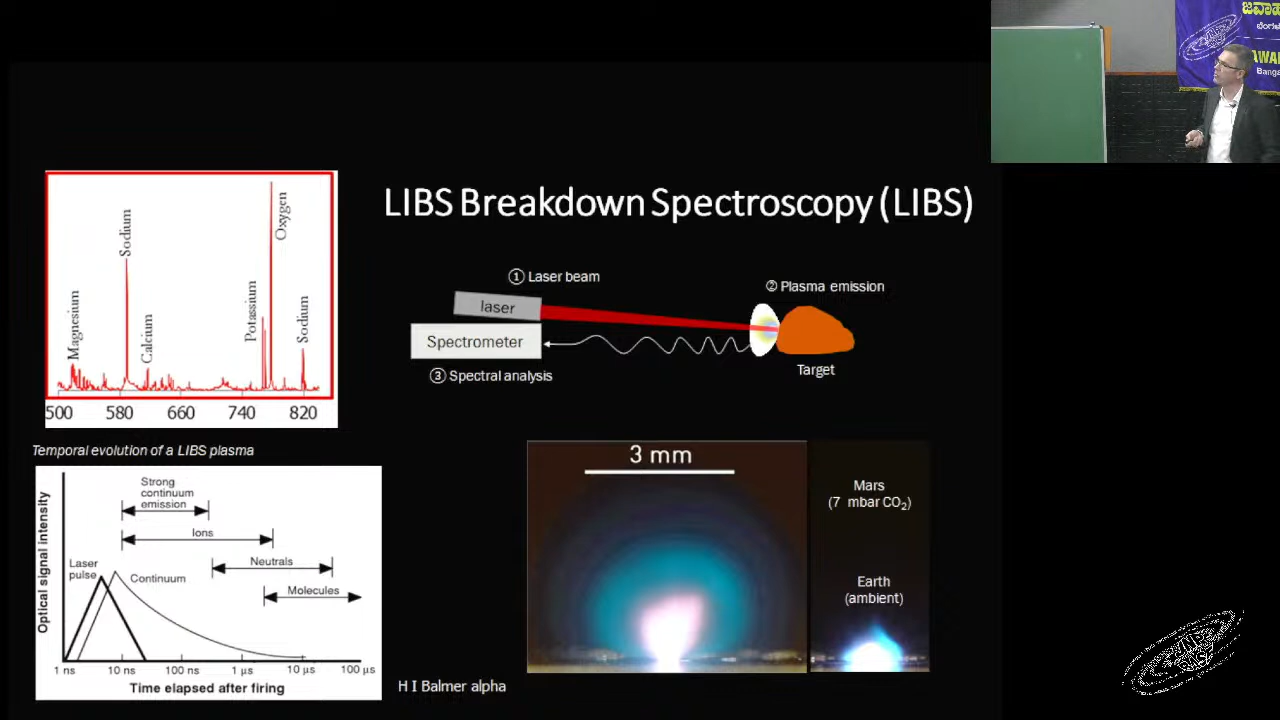 ಜವಾಹ
AWAH
Banga
LIBS Breakdown Spectroscopy (LIBS)
Magnesium
Sodium
Calcium
Potassium
Oxygen
Sodium
500 580 660 740 820
① Laser beam
② Plasma emission
laser
Spectrometer
③ Spectral analysis
Target
Temporal evolution of a LIBS plasma
Optical signal intensity
Strong
continuum
emission
Ions
Neutrals
Molecules
Laser
pulse
Continuum
1 ns 10 ns 100 ns 1 µs 10 µs 100 µs
Time elapsed after firing
3 mm
Mars
(7 mbar CO₂)
Earth
(ambient)
H I Balmer alpha